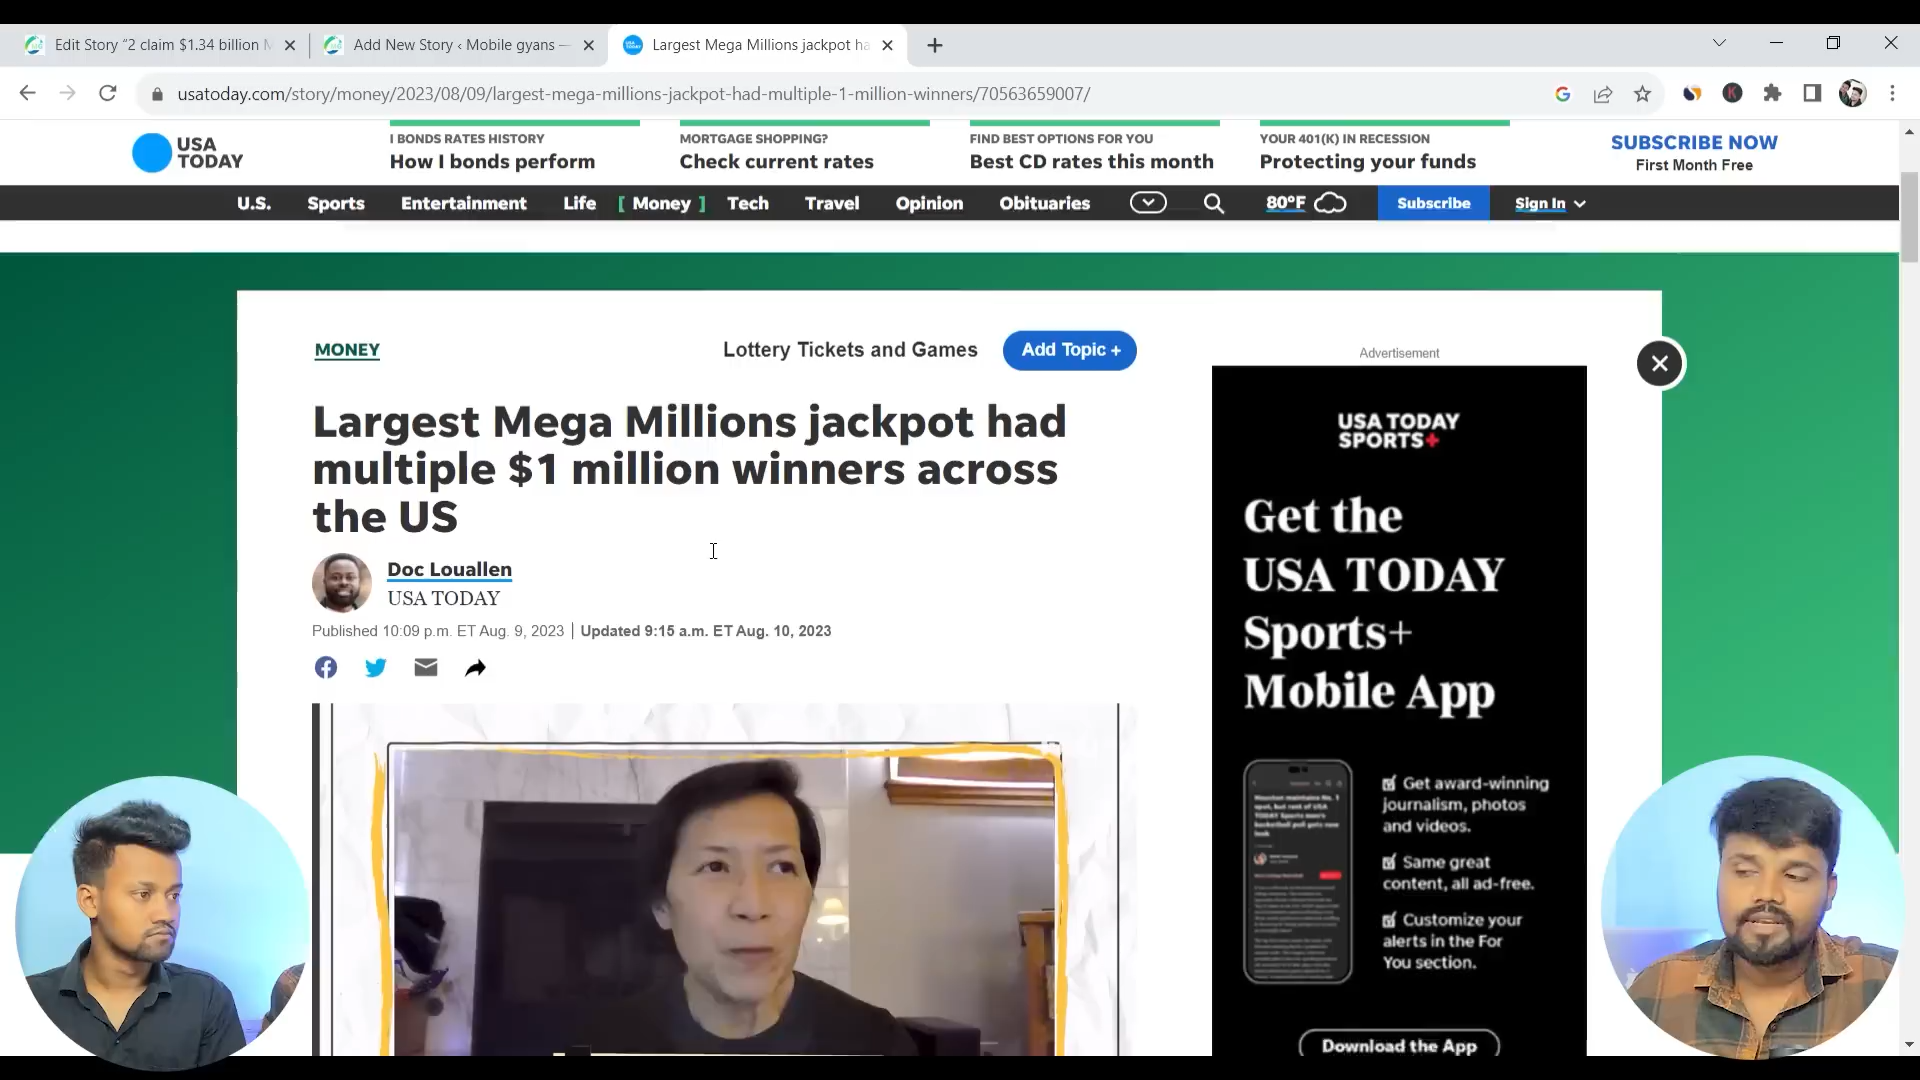 Edit Story “2 claim $1.34 billion M
Add New Story ‹ Mobile gyans —
Largest Mega Millions jackpot ha
usatoday.com/story/money/2023/08/09/largest-mega-millions-jackpot-had-multiple-1-million-winners/70563659007/
USA
TODAY
I BONDS RATES HISTORY
How I bonds perform
MORTGAGE SHOPPING?
Check current rates
FIND BEST OPTIONS FOR YOU
Best CD rates this month
YOUR 401(K) IN RECESSION
Protecting your funds
SUBSCRIBE NOW
First Month Free
U.S. Sports Entertainment Life [ Money ] Tech Travel Opinion Obituaries 80°F Subscribe Sign In
MONEY
Lottery Tickets and Games
Add Topic +
Largest Mega Millions jackpot had
multiple $1 million winners across
the US
Doc Louallen
USA TODAY
Published 10:09 p.m. ET Aug. 9, 2023 | Updated 9:15 a.m. ET Aug. 10, 2023
Advertisement
USA TODAY
SPORTS+
Get the
USA TODAY
Sports+
Mobile App
Get award-winning
journalism, photos
and videos.
Same great
content, all ad-free.
Customize your
alerts in the For
You section.
Download the App